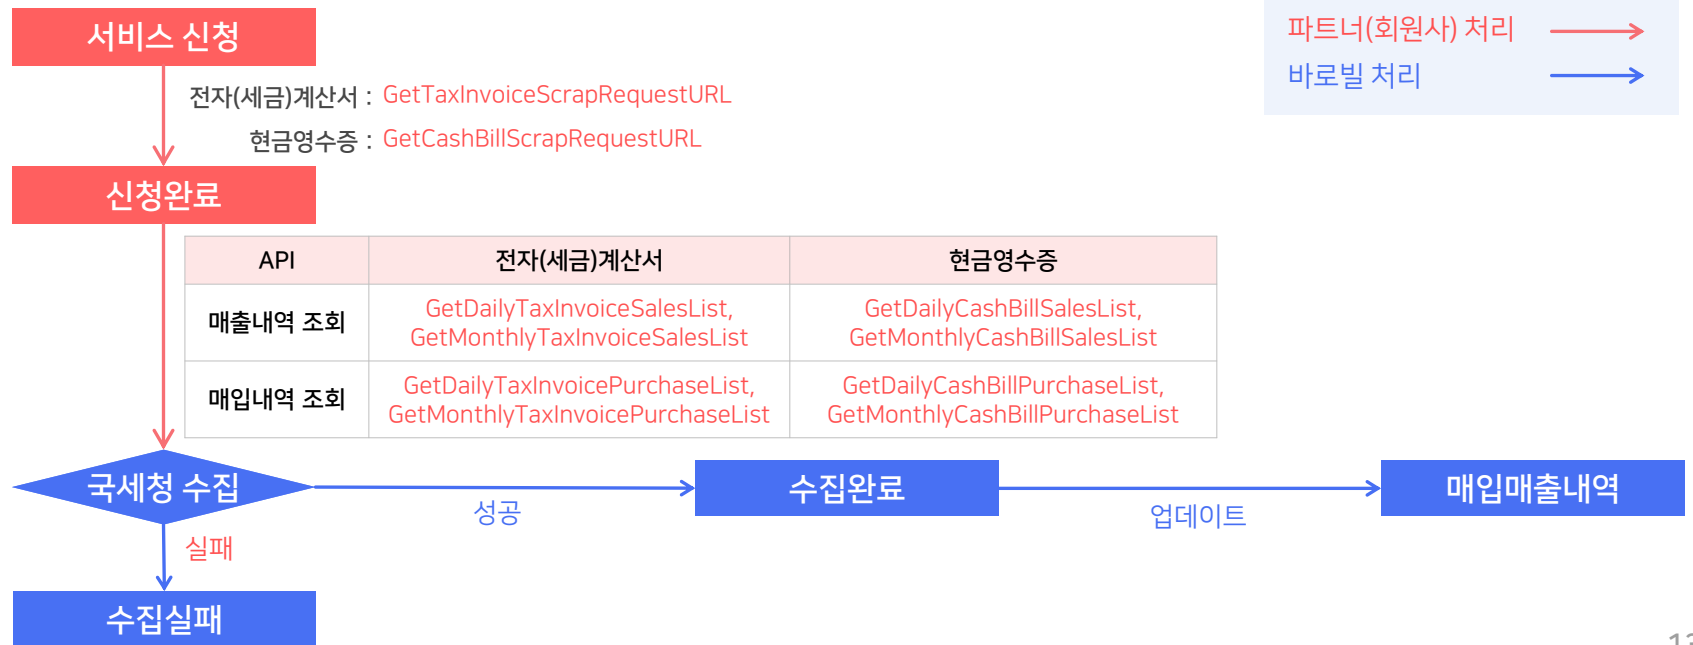 서비스 신청
파트너(회원사) 처리
바로빌 처리
전자(세금)계산서 : GetTaxInvoiceScrapRequestURL
현금영수증 : GetCashBillScrapRequestURL
신청완료
API 전자(세금)계산서 현금영수증
매출내역 조회
GetDailyTaxInvoiceSalesList,
GetMonthlyTaxInvoiceSalesList
GetDailyCashBillSalesList,
GetMonthlyCashBillSalesList
매입내역 조회
GetDailyTaxInvoicePurchaseList,
GetMonthlyTaxInvoicePurchaseList
GetDailyCashBillPurchaseList,
GetMonthlyCashBillPurchaseList
국세청 수집
성공
수집완료
업데이트
매입매출내역
실패
수집실패